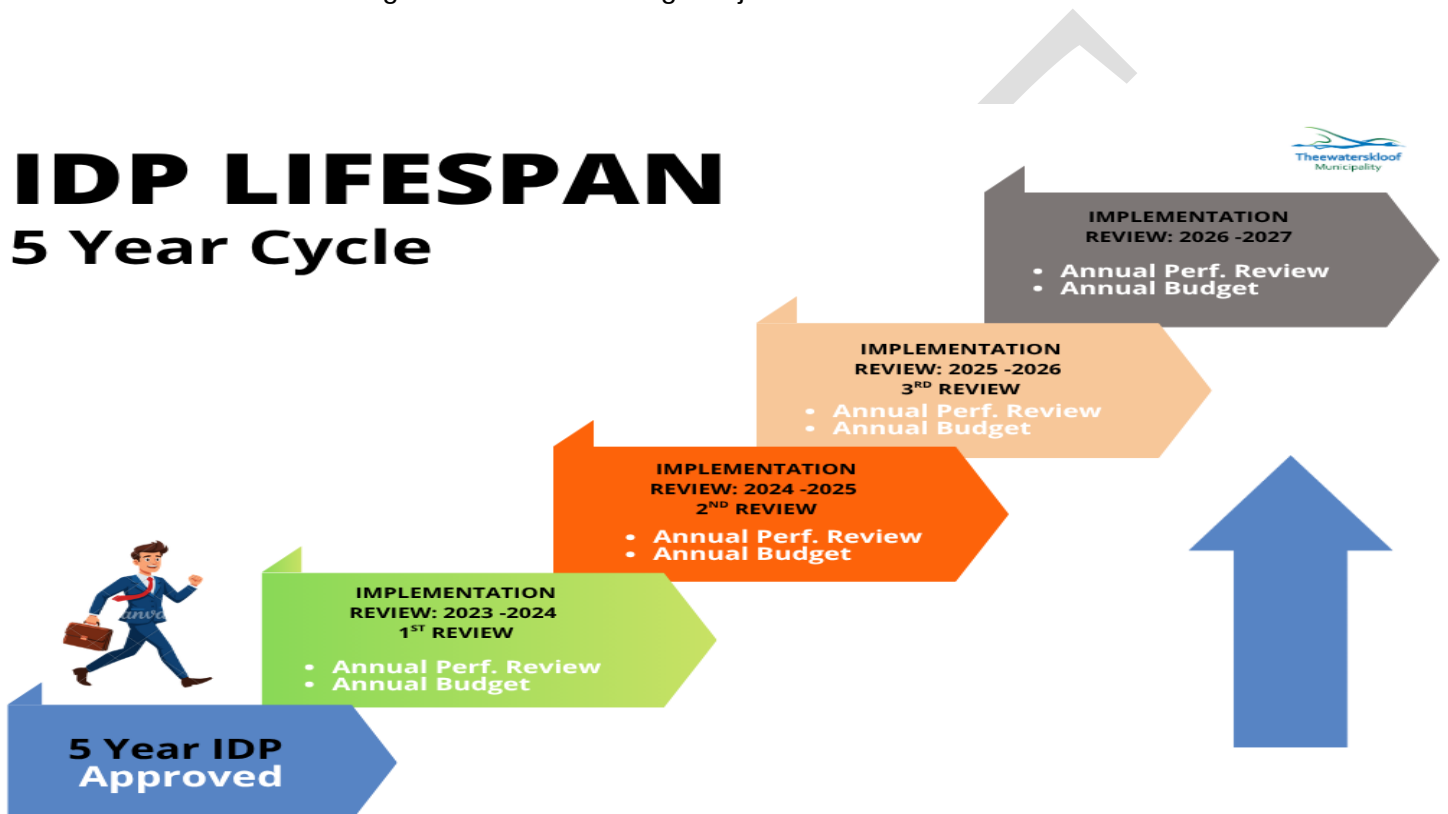 IDP LIFESPAN
5 Year Cycle
Theewaterskloof
Municipality
IMPLEMENTATION
REVIEW: 2026 -2027
• Annual Perf. Review
• Annual Budget
IMPLEMENTATION
REVIEW: 2025 -2026
3RD REVIEW
• Annual Perf. Review
• Annual Budget
IMPLEMENTATION
REVIEW: 2024 -2025
2ND REVIEW
• Annual Perf. Review
• Annual Budget
IMPLEMENTATION
REVIEW: 2023 -2024
1ST REVIEW
• Annual Perf. Review
• Annual Budget
5 Year IDP
Approved